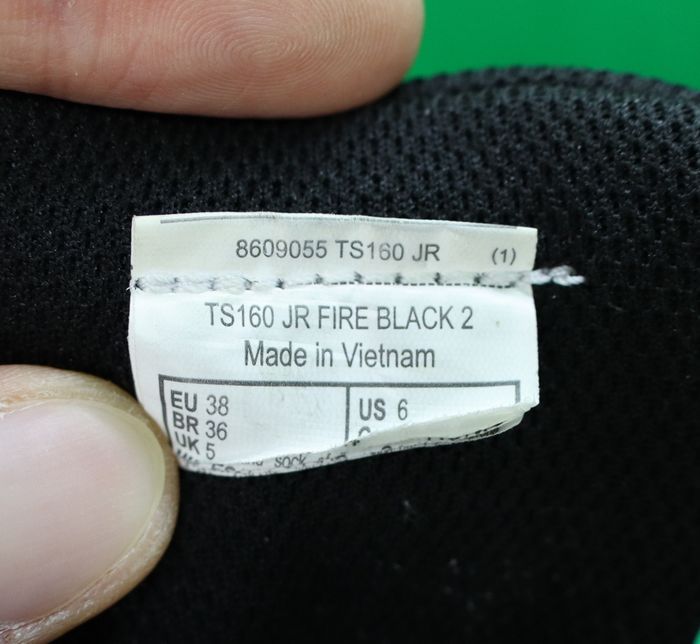 8609055 TS160 JR (1)
TS160 JR FIRE BLACK 2
Made in Vietnam
EU 38 US 6
BR 36
UK 5
sock